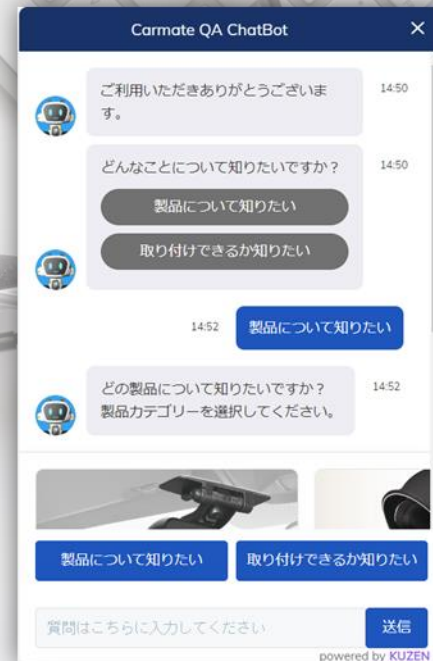 Carmate QA ChatBot
ご利用いただきありがとうございま
す。
14:50
どんなことについて知りたいですか?
14:50
製品について知りたい
取り付けできるか知りたい
14:52
製品について知りたい
どの製品について知りたいですか?
14:52
製品カテゴリーを選択してください。
製品について知りたい
取り付けできるか知りたい
質問はこちらに入力してください
送信
powered by KUZEN